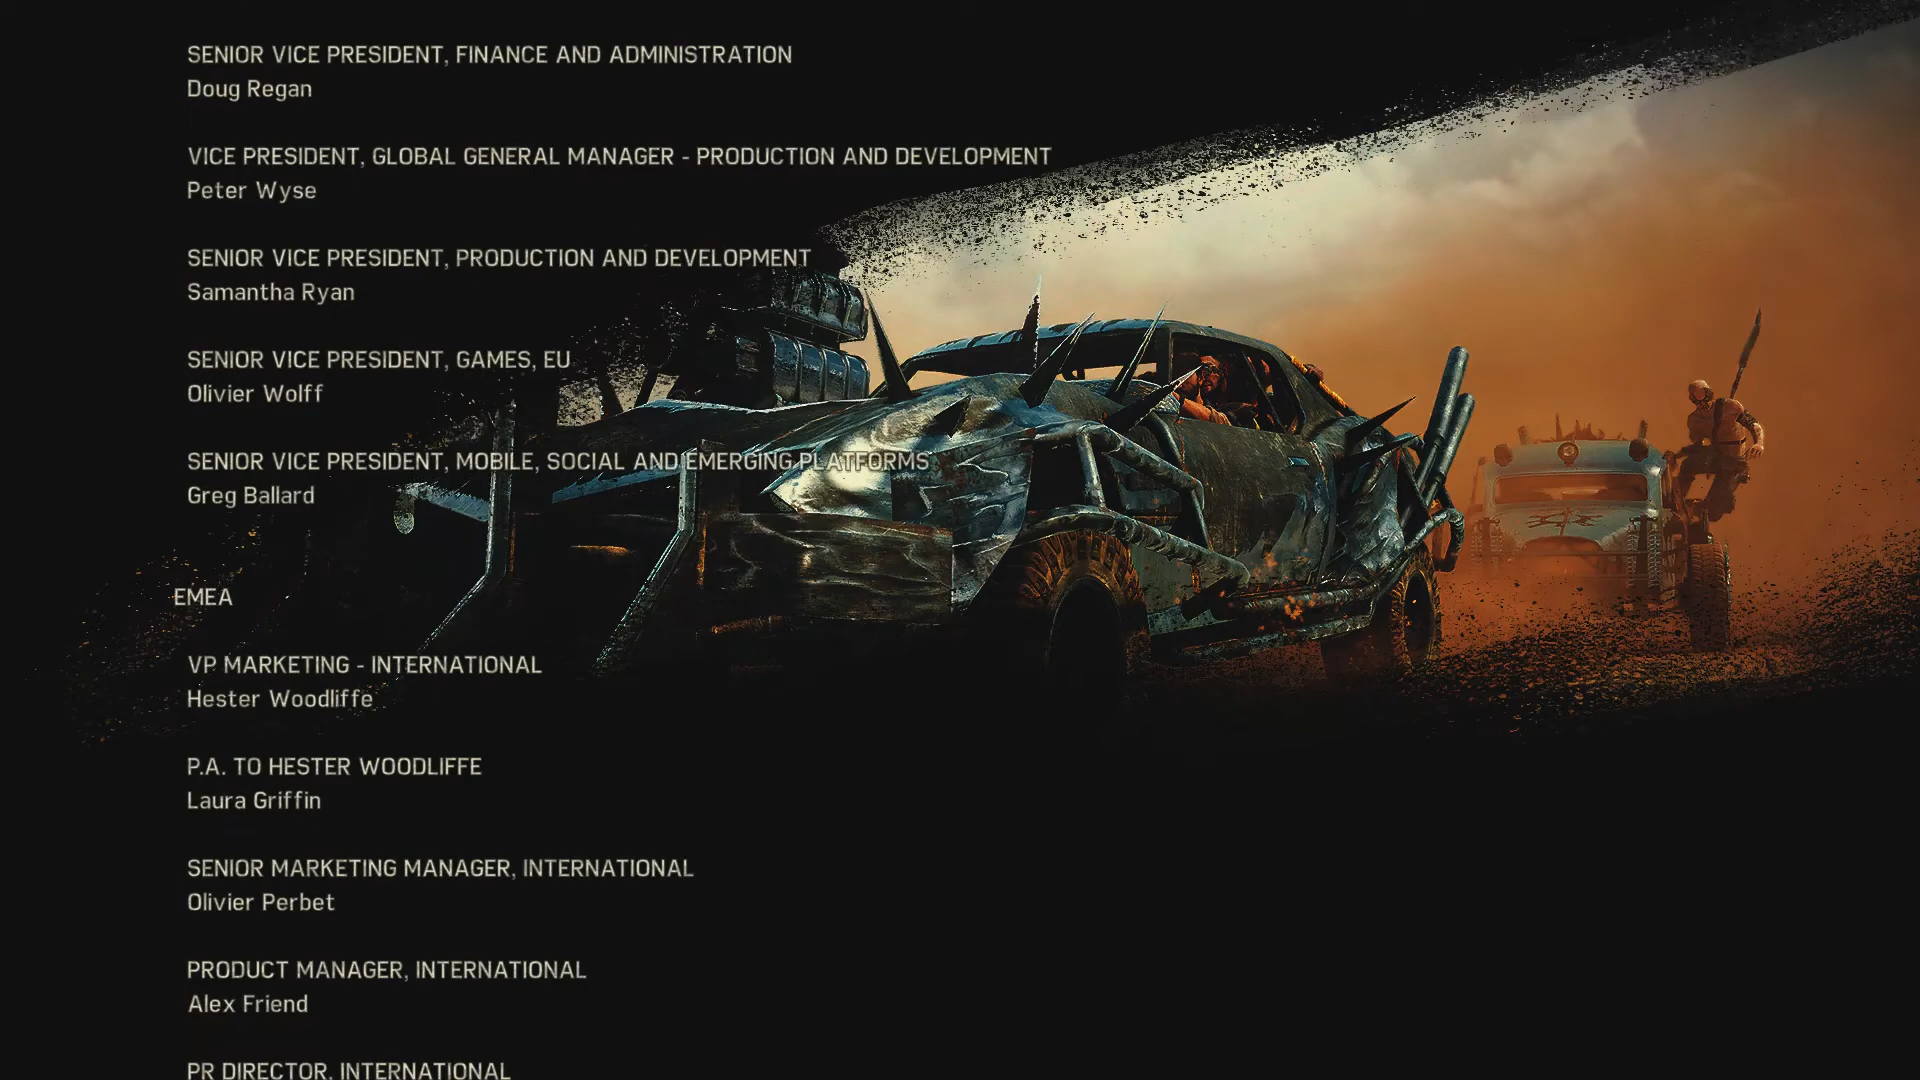 SENIOR VICE PRESIDENT, FINANCE AND ADMINISTRATION
Doug Regan
VICE PRESIDENT, GLOBAL GENERAL MANAGER - PRODUCTION AND DEVELOPMENT
Peter Wyse
SENIOR VICE PRESIDENT, PRODUCTION AND DEVELOPMENT
Samantha Ryan
SENIOR VICE PRESIDENT, GAMES, EU
Olivier Wolff
SENIOR VICE PRESIDENT, MOBILE, SOCIAL AND EMERGING PLATFORMS
Greg Ballard
EMEA
VP MARKETING - INTERNATIONAL
Hester Woodliffe
P.A. TO HESTER WOODLIFFE
Laura Griffin
SENIOR MARKETING MANAGER, INTERNATIONAL
Olivier Perbet
PRODUCT MANAGER, INTERNATIONAL
Alex Friend
PR DIRECTOR, INTERNATIONAL